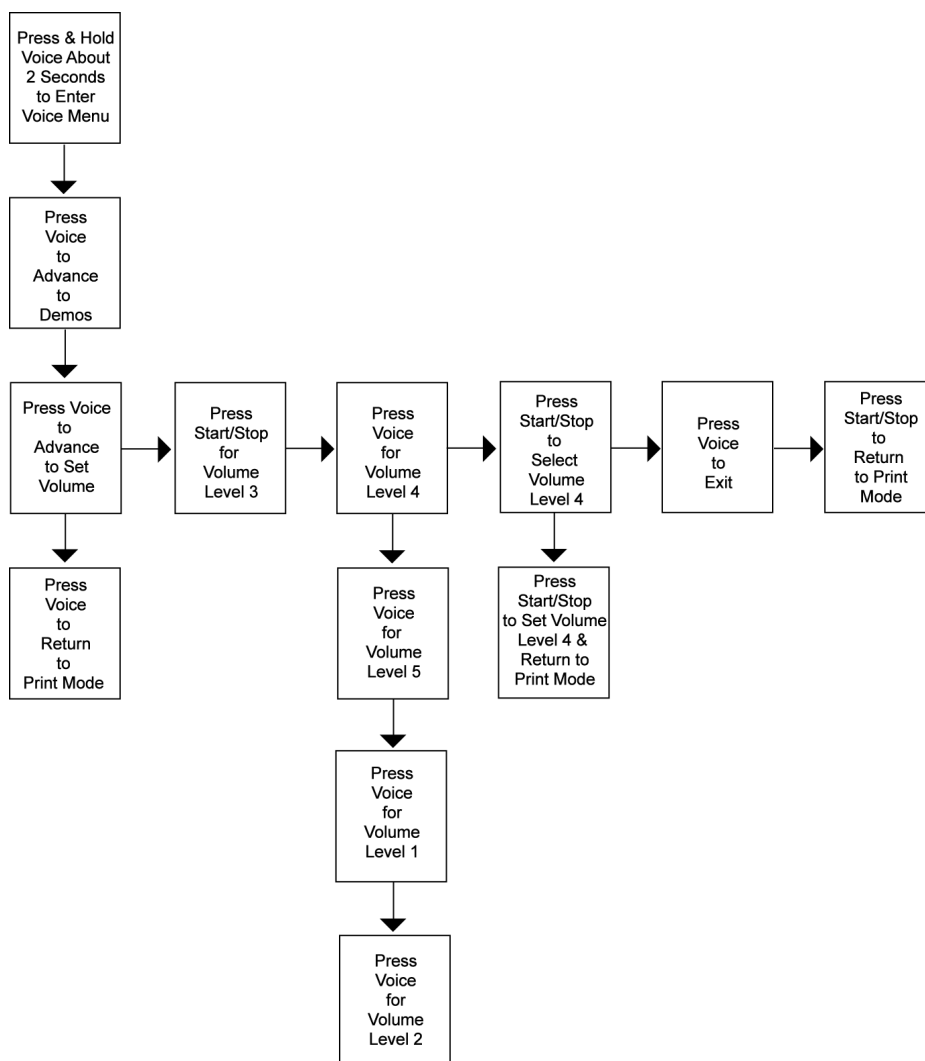 Press & Hold
Voice About
2 Seconds
to Enter
Voice Menu
Press
Voice
to
Advance
to
Demos
Press Voice
to
Advance
to Set
Volume
Press
Start/Stop
for
Volume
Level 3
Press
Voice
for
Volume
Level 4
Press
Start/Stop
to
Select
Volume
Level 4
Press
Voice
to
Exit
Press
Start/Stop
to
Return
to Print
Mode
Press
Voice
to
Return
to
Print Mode
Press
Voice
for
Volume
Level 5
Press
Start/Stop
to Set Volume
Level 4 &
Return to
Print Mode
Press
Voice
for
Volume
Level 1
Press
Voice
for
Volume
Level 2